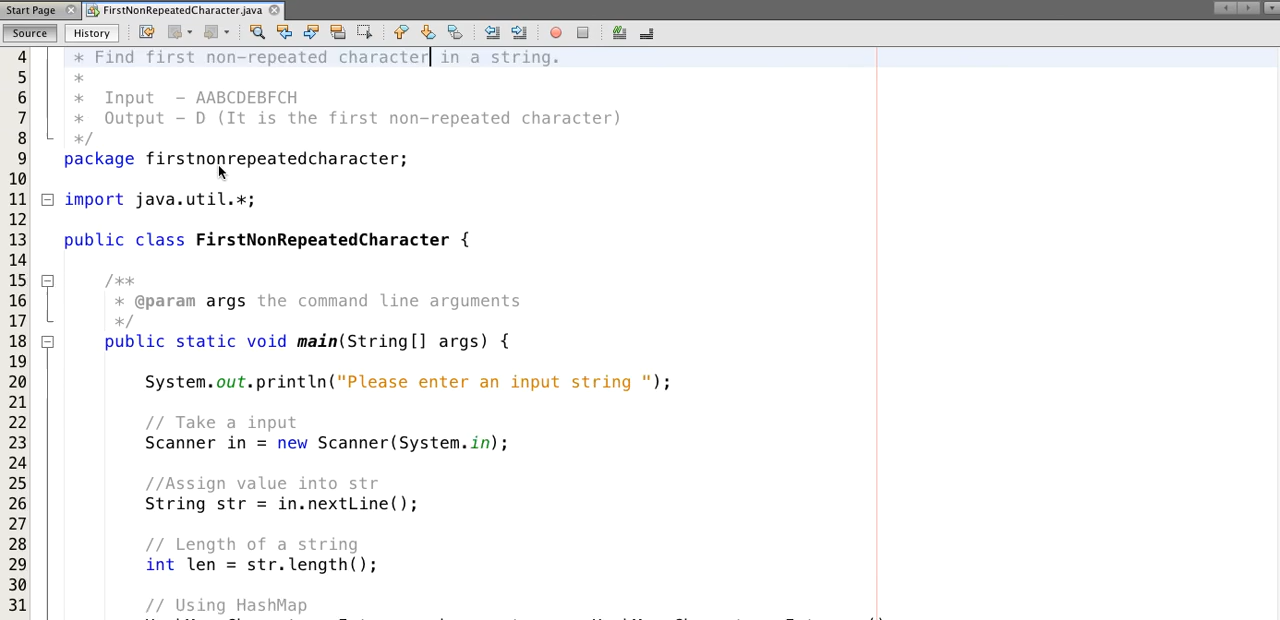 Start Page FirstNonRepeatedCharacter.java
Source History
4 * Find first non-repeated character in a string.
5 *
6 * Input - AABCDEBFCH
7 * Output - D (It is the first non-repeated character)
8 */
9 package firstnonrepeatedcharacter;
10
11 import java.util.*;
12
13 public class FirstNonRepeatedCharacter {
14
15 /**
16 * @param args the command line arguments
17 */
18 public static void main(String[] args) {
19
20 System.out.println("Please enter an input string ");
21
22 // Take a input
23 Scanner in = new Scanner(System.in);
24
25 //Assign value into str
26 String str = in.nextLine();
27
28 // Length of a string
29 int len = str.length();
30
31 // Using HashMap